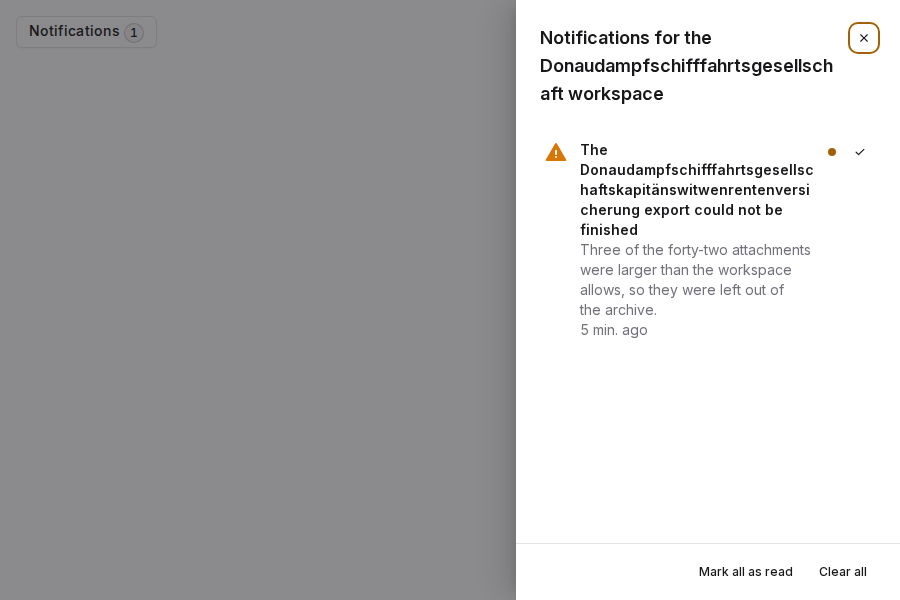 Notifications 1
Notifications for the
Donaudampfschifffahrtsgesellsch
aft workspace
The
Donaudampfschifffahrtsgesellsc
haftskapitänswitwenrentenversi
cherung export could not be
finished
Three of the forty-two attachments
were larger than the workspace
allows, so they were left out of
the archive.
5 min. ago
Mark all as read
Clear all